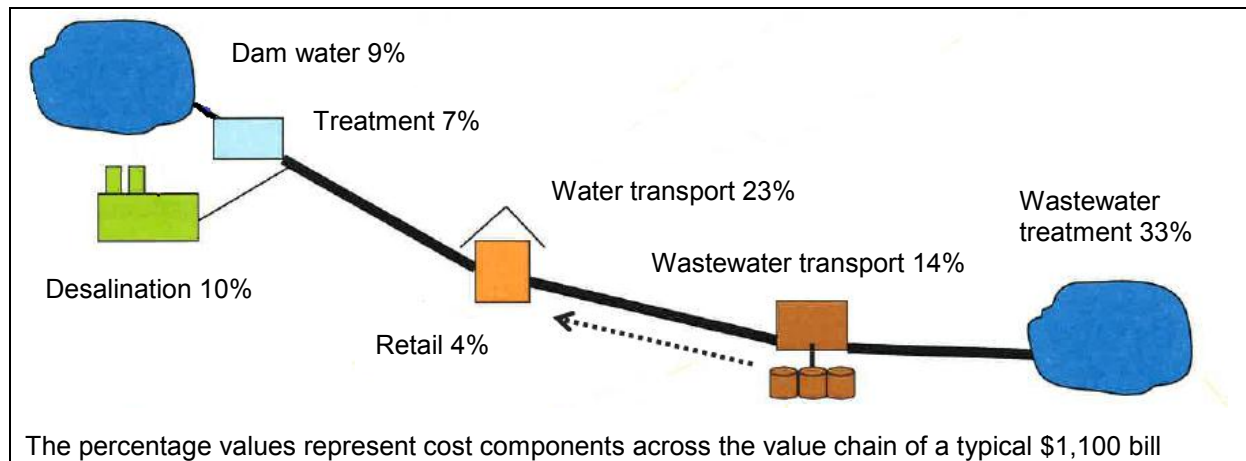 Dam water 9%
Treatment 7%
Water transport 23%
Wastewater
treatment 33%
Wastewater transport 14%
Desalination 10%
Retail 4%
The percentage values represent cost components across the value chain of a typical $1,100 bill